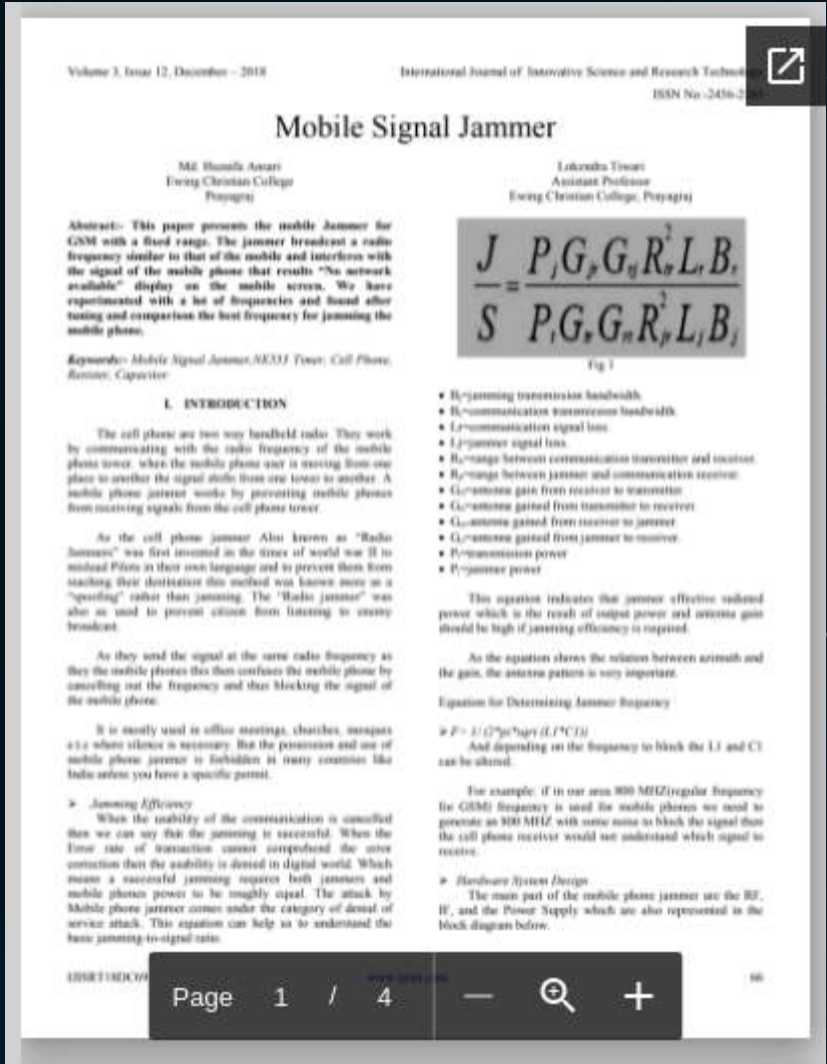 Volume 3, Issue 12, December – 2018
International Journal of Innovative Science and Research
ISSN No:-2456-2
Mobile Signal Jammer
Md. Ansari
Ewing Christian College
Prayagraj
Lokendra Tiwari
Assistant Professor
Ewing Christian College, Prayagraj
Abstract:- This paper presents the mobile Jammer for
GSM with a fixed range. The jammer broadcast a radio
frequency similar to that of the mobile and interferes with
the signal of the mobile phone that results “No network
available” display on the mobile screen. We have
experimented with a lot of frequencies and found after
tuning and comparison the best frequency for jamming the
mobile phone.
Keywords:- Mobile Signal Jammer,NE555 Timer, Cell Phone,
Resister, Capacitor
I. INTRODUCTION
The cell phone are two way handheld radio. They work
by communicating with the radio frequency of the mobile
phone tower. when the mobile phone user is moving from one
place to another the signal shifts from one tower to another. A
mobile phone jammer works by preventing mobile phones
from receiving signals from the cell phone tower.
As the cell phone jammer Also known as “Radio
Jammers” was first invented in the times of world war II to
mislead Pilots in their own language and to prevent them from
reaching their destination this method was known more as a
“spoofing” rather than jamming. The “Radio jammer” was
also as used to prevent citizen from listening to enemy
broadcast.
As they send the signal at the same radio frequency as
they the mobile phones this then confuses the mobile phone by
cancelling out the frequency and thus blocking the signal of
the mobile phone.
It is mostly used in office meetings, churches, mosques
e.t.c where silence is necessary. But the possession and use of
mobile phone jammer is forbidden in many countries like
India unless you have a specific permit.
➢ Jamming Efficiency
When the usability of the communication is cancelled
then we can say that the jamming is successful. When the
Error rate of transaction cannot comprehend the error
correction then the usability is denied in digital world. Which
means a successful jamming requires both jammers and
mobile phones power to be roughly equal. The attack by
Mobile phone jammer comes under the category of denial of
service attack. This equation can help us to understand the
basic jamming-to-signal ratio.
J
S
=
Fig 1
• =jamming transmission bandwidth.
• =communication transmission bandwidth.
• =communication signal loss.
• =jammer signal loss.
• =range between communication transmitter and receiver.
• =range between jammer and communication receiver.
• =antenna gain from receiver to transmitter.
• =antenna gained from transmitter to receiver.
• =antenna gained from receiver to jammer
• =antenna gained from jammer to receiver.
• =transmission power
• =jammer power
This equation indicates that jammer effective radiated
power which is the result of output power and antenna gain
should be high if jamming efficiency is required.
As the equation shows the relation between azimuth and
the gain, the antenna pattern is very important.
Equation for Determining Jammer frequency
➢ F= 1/(2*pi*sqrt (L1*C1))
And depending on the frequency to block the L1 and C1
can be altered.
For example: if in our area 800 MHZ(regular frequency
for GSM) frequency is used for mobile phones we need to
generate an 800 MHZ with some noise to block the signal then
the cell phone receiver would not understand which signal to
receive.
➢ Hardware System Design
The main part of the mobile phone jammer are the RF,
IF, and the Power Supply which are also represented in the
block diagram below.
66
Page 1 / 4